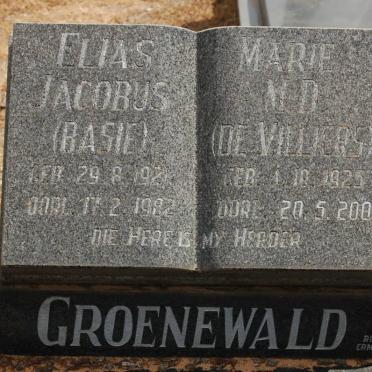 ELIAS
JACOBUS
(BASIE)
GEB. 29.8.192
OORL. 17.2.1982
MARIE
M.D.
(DE VILLIERS)
GEB. 1.10.1925
OORL. 20.5.200
DIE HERE IS MY HERDER
GROENEWALD